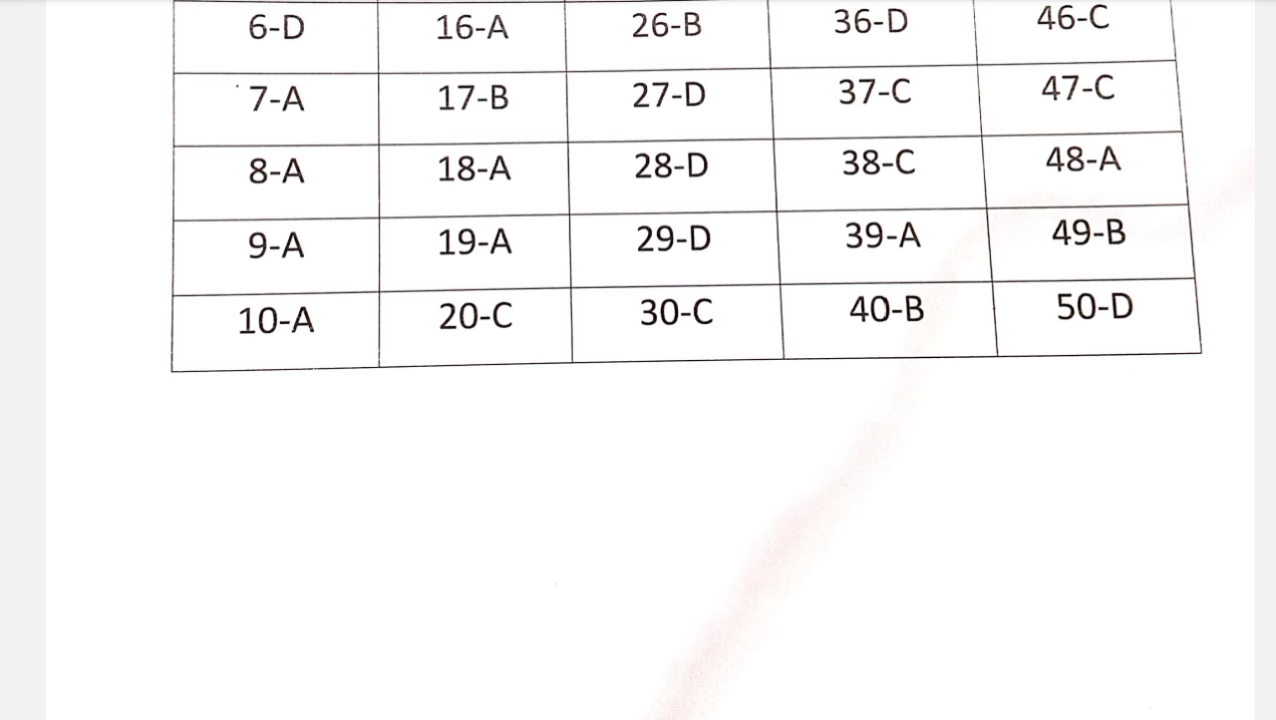 6-D 16-A 26-B 36-D 46-C
7-A 17-B 27-D 37-C 47-C
8-A 18-A 28-D 38-C 48-A
9-A 19-A 29-D 39-A 49-B
10-A 20-C 30-C 40-B 50-D